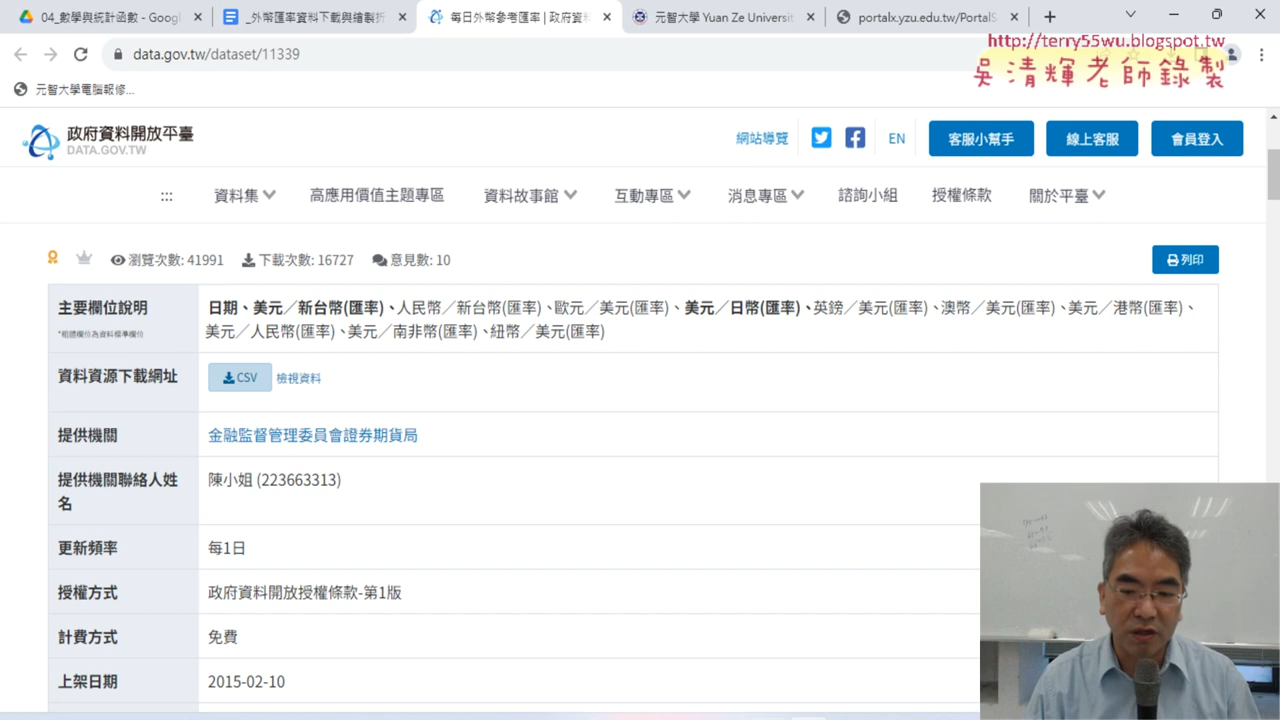 04_數學與統計函數 - Googl
_外幣匯率資料下載與繪製折
每日外幣參考匯率 | 政府資料
元智大學 Yuan Ze Universit
portalx.yzu.edu.tw/PortalS
data.gov.tw/dataset/11339
http://terry55wu.blogspot.tw
吳清輝老師錄製
元智大學電腦報修...
政府資料開放平臺
DATA.GOV.TW
網站導覽
EN
客服小幫手
線上客服
會員登入
:::
資料集
高應用價值主題專區
資料故事館
互動專區
消息專區
諮詢小組
授權條款
關於平臺
瀏覽次數: 41991
下載次數: 16727
意見數: 10
列印
主要欄位說明
*粗體欄位為資料標準欄位
日期、美元／新台幣(匯率)、人民幣／新台幣(匯率)、歐元／美元(匯率)、美元／日幣(匯率)、英鎊／美元(匯率)、澳幣／美元(匯率)、美元／港幣(匯率)、
美元／人民幣(匯率)、美元／南非幣(匯率)、紐幣／美元(匯率)
資料資源下載網址
CSV
檢視資料
提供機關
金融監督管理委員會證券期貨局
提供機關聯絡人姓
名
陳小姐 (223663313)
更新頻率
每1日
授權方式
政府資料開放授權條款-第1版
計費方式
免費
上架日期
2015-02-10